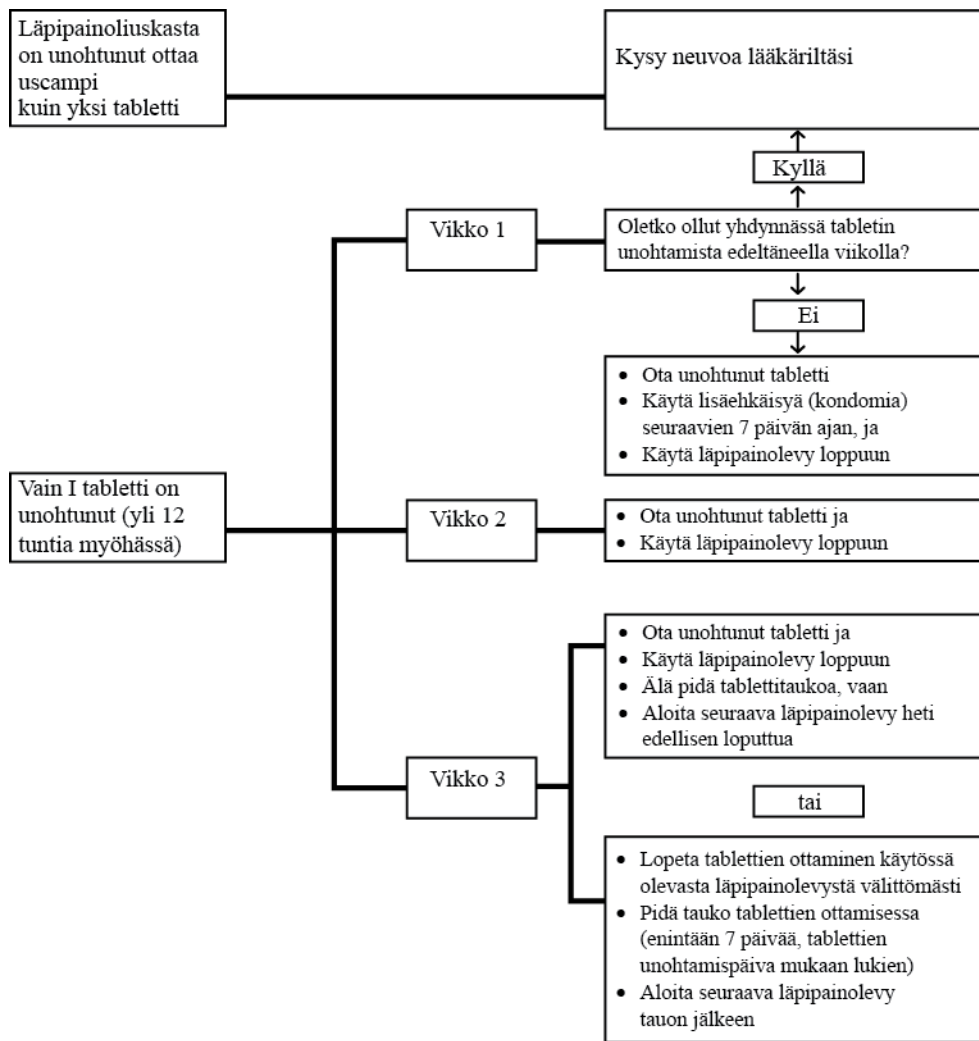 Läpipainoliuskasta
on unohtunut ottaa
uscampi
kuin yksi tabletti
Kysy neuvoa lääkäriltäsi
Kyllä
Vikko 1
Oletko ollut yhdynnässä tabletin
unohtamista edeltäneella viikolla?
Ei
• Ota unohtunut tabletti
• Käytä lisäehkäisyä (kondomia)
seuraavien 7 päivän ajan, ja
• Käytä läpipainolevy loppuun
Vain I tabletti on
unohtunut (yli 12
tuntia myöhässä)
Vikko 2
• Ota unohtunut tabletti ja
• Käytä läpipainolevy loppuun
• Ota unohtunut tabletti ja
• Käytä läpipainolevy loppuun
• Älä pidä tablettitaukoa, vaan
• Aloita seuraava läpipainolevy heti
edellisen loputtua
Vikko 3
tai
• Lopeta tablettien ottaminen käytössä
olevasta läpipainolevystä välittömästi
• Pidä tauko tablettien ottamisessa
(enintään 7 päivää, tablettien
unohtamispäiva mukaan lukien)
• Aloita seuraava läpipainolevy
tauon jälkeen